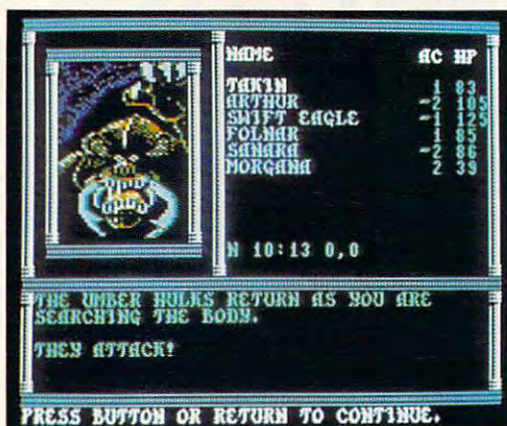 NAME AC HP
TAKIN 1 83
ARTHUR -2 105
SWIFT EAGLE -1 125
FOLNAR 1 85
SANARA -2 86
MORGANA 2 39
N 10:13 0,0
THE UMBER HULKS RETURN AS YOU ARE
SEARCHING THE BODY.
THEY ATTACK!
PRESS BUTTON OR RETURN TO CONTINUE.